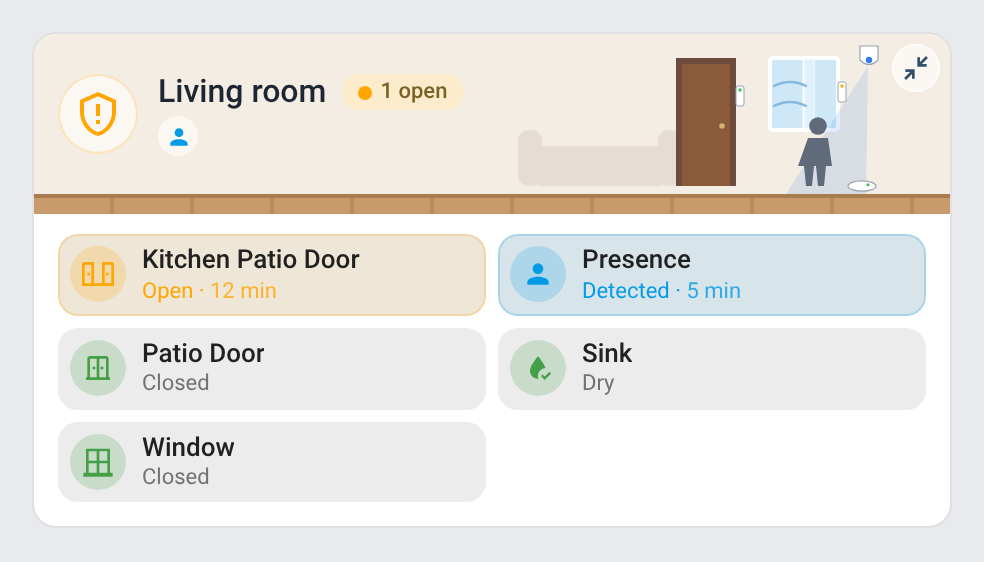 Living room
1 open
Kitchen Patio Door
Open · 12 min
Presence
Detected · 5 min
Patio Door
Closed
Sink
Dry
Window
Closed